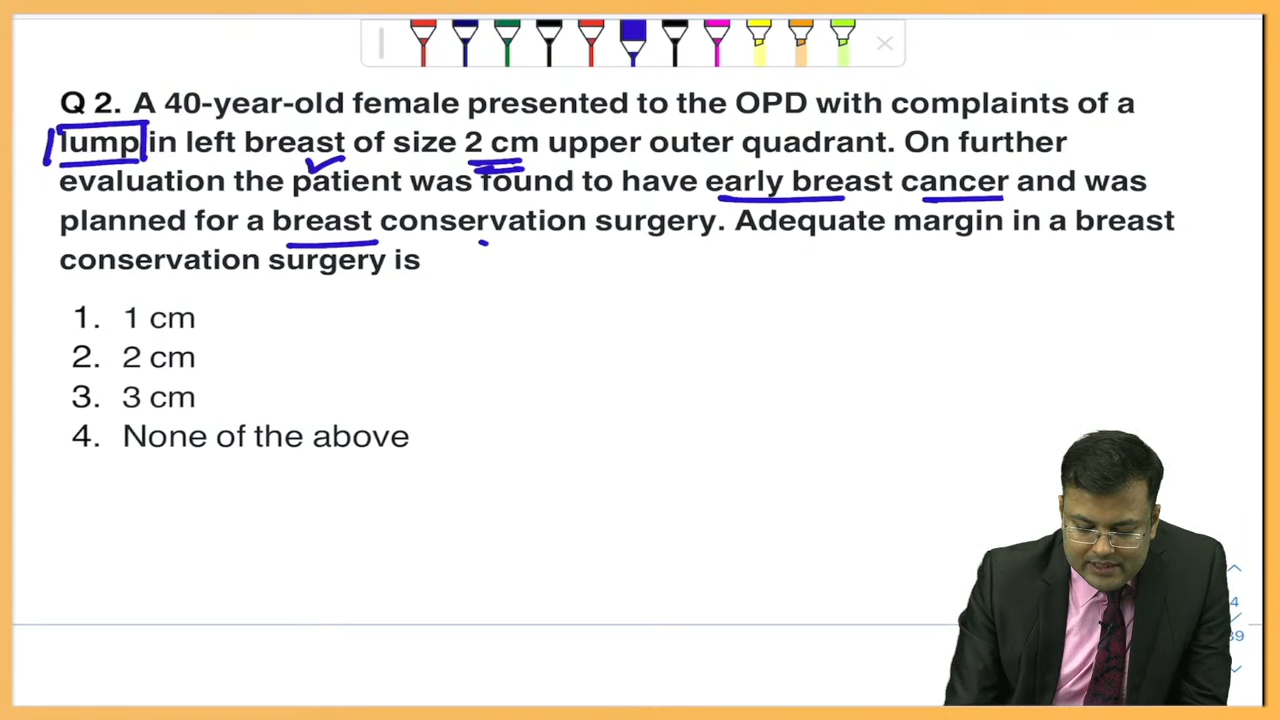 Q 2. A 40-year-old female presented to the OPD with complaints of a
lump in left breast of size 2 cm upper outer quadrant. On further
evaluation the patient was found to have early breast cancer and was
planned for a breast conservation surgery. Adequate margin in a breast
conservation surgery is
1. 1 cm
2. 2 cm
3. 3 cm
4. None of the above
4
39